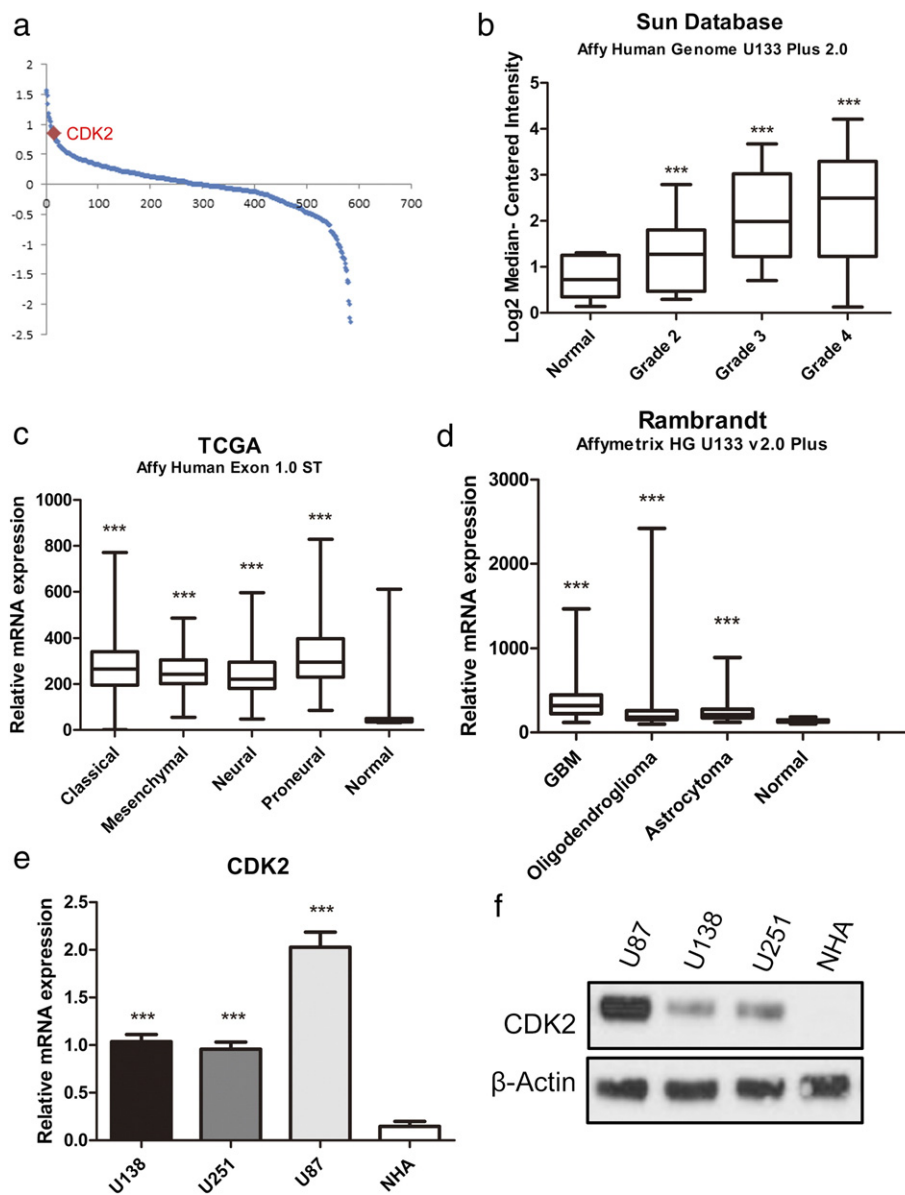 a
2
1.5
1
0.5
0
-0.5
-1
-1.5
-2
-2.5
0 100 200 300 400 500 600 700
CDK2
b
Sun Database
Affy Human Genome U133 Plus 2.0
Log2 Median- Centered Intensity
5
4
3
2
1
0
*** *** ***
Normal
Grade 2
Grade 3
Grade 4
c
TCGA
Affy Human Exon 1.0 ST
Relative mRNA expression
1000
800
600
400
200
0
*** *** *** ***
Classical
Mesenchymal
Neural
Proneural
Normal
d
Rambrandt
Affymetrix HG U133 v2.0 Plus
Relative mRNA expression
3000
2000
1000
0
*** *** ***
GBM
Oligodendroglioma
Astrocytoma
Normal
e
CDK2
Relative mRNA expression
2.5
2.0
1.5
1.0
0.5
0.0
*** *** ***
U138
U251
U87
NHA
f
U87
U138
U251
NHA
CDK2
β-Actin